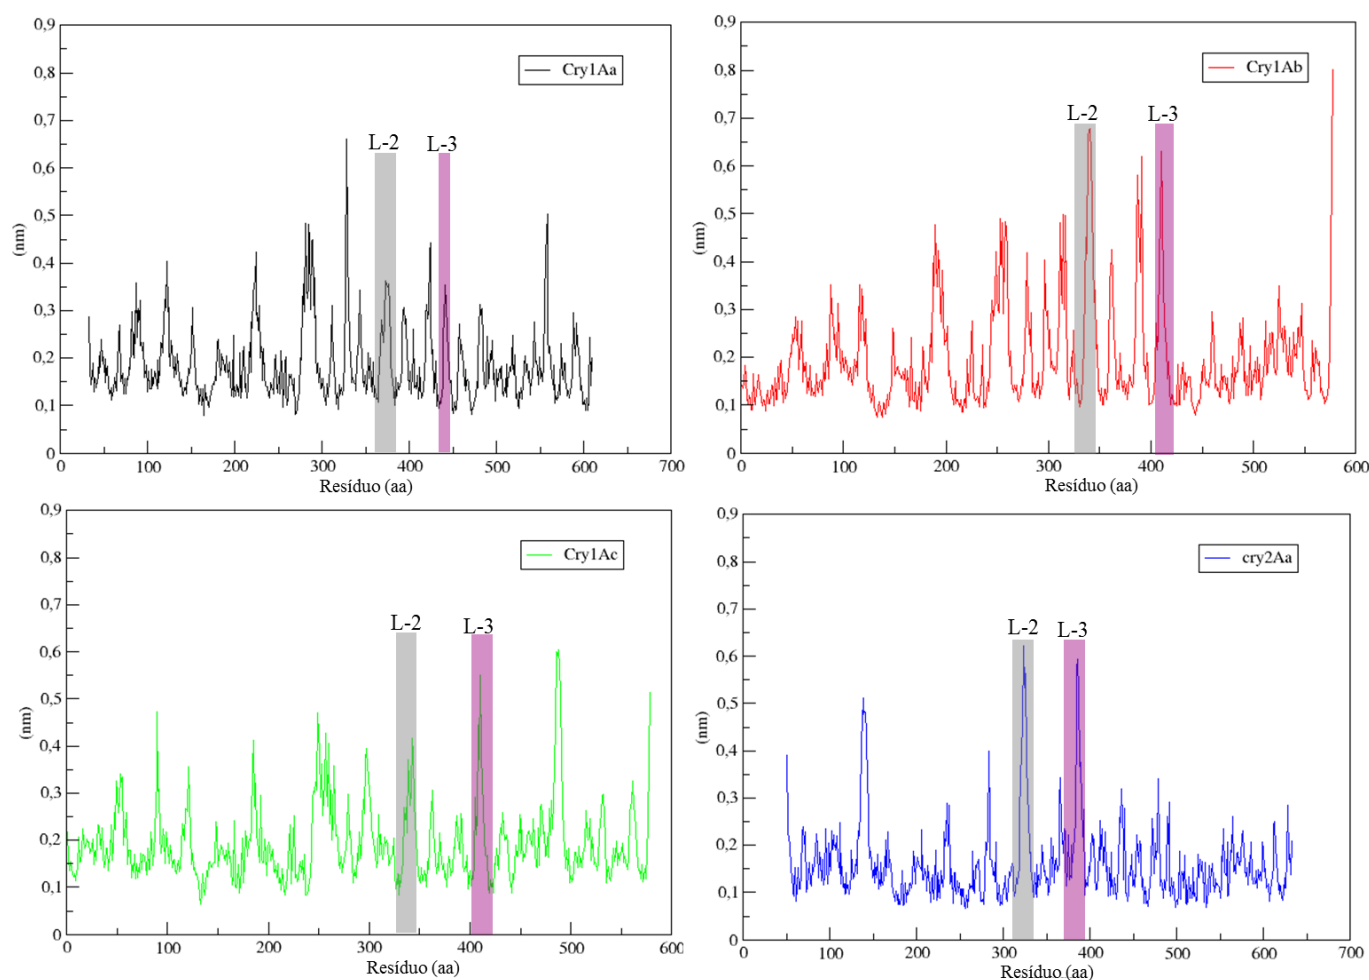 Cry1Aa
L-2
L-3
(nm)
0,9
0,8
0,7
0,6
0,5
0,4
0,3
0,2
0,1
0
0 100 200 300 400 500 600 700
Resíduo (aa)
Cry1Ab
L-2
L-3
(nm)
0,9
0,8
0,7
0,6
0,5
0,4
0,3
0,2
0,1
0
0 100 200 300 400 500 600
Resíduo (aa)
Cry1Ac
L-2
L-3
(nm)
0,9
0,8
0,7
0,6
0,5
0,4
0,3
0,2
0,1
0
0 100 200 300 400 500 600
Resíduo (aa)
cry2Aa
L-2
L-3
(nm)
0,9
0,8
0,7
0,6
0,5
0,4
0,3
0,2
0,1
0
0 100 200 300 400 500 600 700
Resíduo (aa)